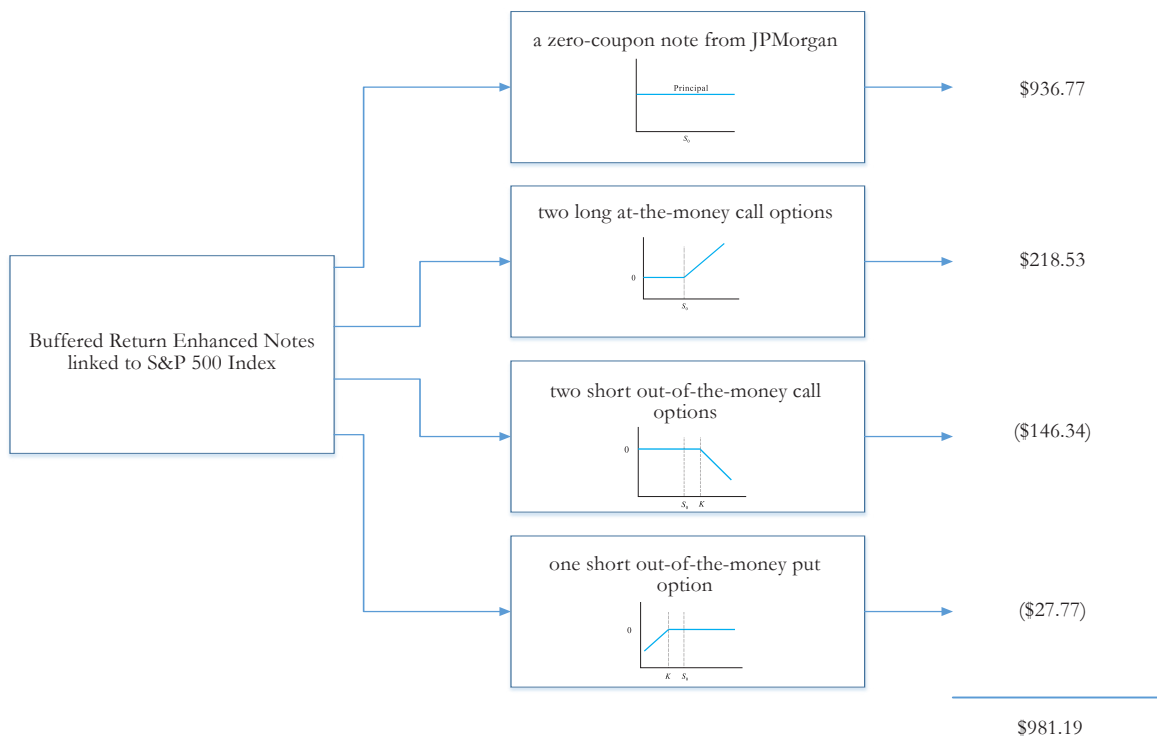 a zero-coupon note from JPMorgan
Principal
S₀
$936.77
two long at-the-money call options
0
S₀
$218.53
Buffered Return Enhanced Notes
linked to S&P 500 Index
two short out-of-the-money call
options
0
S₀ K
($146.34)
one short out-of-the-money put
option
0
K S₀
($27.77)
$981.19